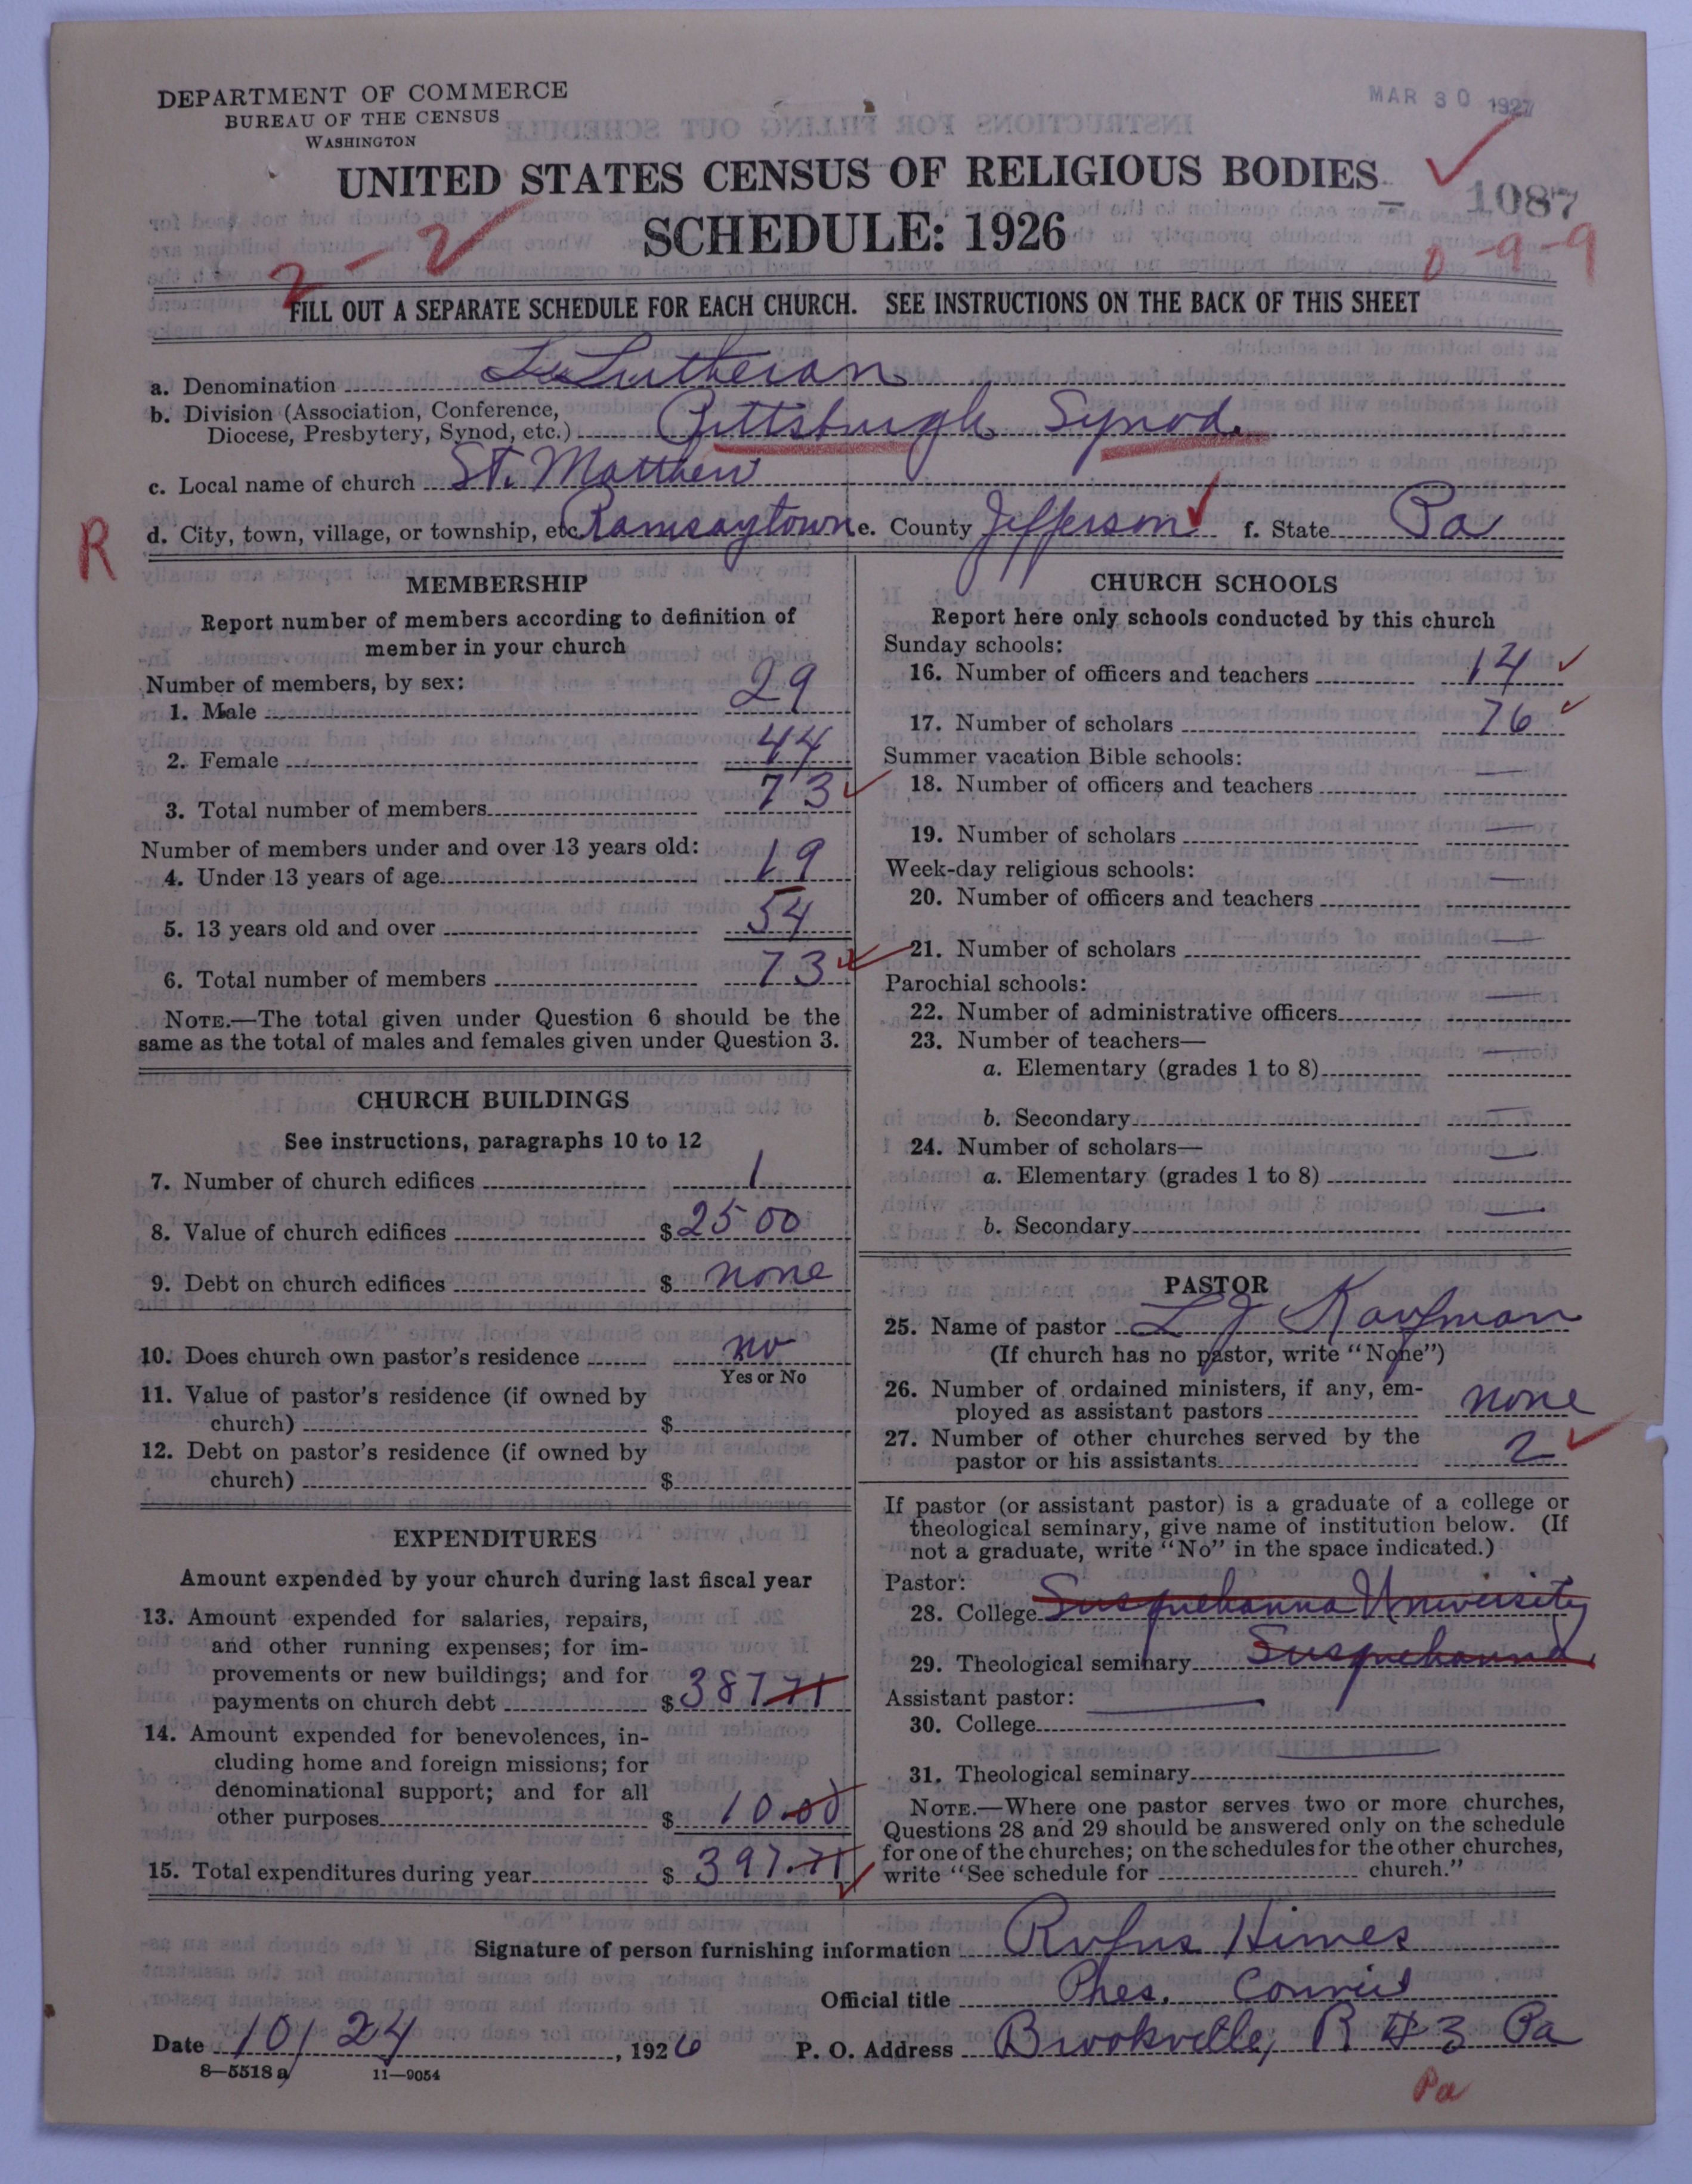 DEPARTMENT OF COMMERCE
BUREAU OF THE CENSUS
WASHINGTON
MAR 30 1927
UNITED STATES CENSUS OF RELIGIOUS BODIES
SCHEDULE: 1926
1087
2-2
0-9-9
FILL OUT A SEPARATE SCHEDULE FOR EACH CHURCH. SEE INSTRUCTIONS ON THE BACK OF THIS SHEET
a. Denomination Lutheran
b. Division (Association, Conference, Diocese, Presbytery, Synod, etc.) Pittsburgh Synod.
c. Local name of church St. Matthew
R
d. City, town, village, or township, etc. Ramsaytown e. County Jefferson f. State Pa
MEMBERSHIP
Report number of members according to definition of
member in your church
Number of members, by sex:
1. Male 29
2. Female 44
3. Total number of members 73
Number of members under and over 13 years old:
4. Under 13 years of age 19
5. 13 years old and over 54
6. Total number of members 73
NOTE.—The total given under Question 6 should be the
same as the total of males and females given under Question 3.
CHURCH BUILDINGS
See instructions, paragraphs 10 to 12
7. Number of church edifices 1
8. Value of church edifices $ 2500
9. Debt on church edifices $ none
10. Does church own pastor's residence no
Yes or No
11. Value of pastor's residence (if owned by
church) $
12. Debt on pastor's residence (if owned by
church) $
EXPENDITURES
Amount expended by your church during last fiscal year
13. Amount expended for salaries, repairs,
and other running expenses; for im-
provements or new buildings; and for
payments on church debt $ 387.71
14. Amount expended for benevolences, in-
cluding home and foreign missions; for
denominational support; and for all
other purposes $ 10.00
15. Total expenditures during year $ 397.71
CHURCH SCHOOLS
Report here only schools conducted by this church
Sunday schools:
16. Number of officers and teachers 14
17. Number of scholars 76
Summer vacation Bible schools:
18. Number of officers and teachers —
19. Number of scholars —
Week-day religious schools:
20. Number of officers and teachers —
21. Number of scholars —
Parochial schools:
22. Number of administrative officers —
23. Number of teachers—
a. Elementary (grades 1 to 8) —
b. Secondary —
24. Number of scholars—
a. Elementary (grades 1 to 8) —
b. Secondary —
PASTOR
25. Name of pastor L J Kaufman
(If church has no pastor, write "None")
26. Number of ordained ministers, if any, em-
ployed as assistant pastors none
27. Number of other churches served by the
pastor or his assistants 2
If pastor (or assistant pastor) is a graduate of a college or
theological seminary, give name of institution below. (If
not a graduate, write "No" in the space indicated.)
Pastor:
28. College Susquehanna University
29. Theological seminary Susquehanna
Assistant pastor: —
30. College
31. Theological seminary —
NOTE.—Where one pastor serves two or more churches,
Questions 28 and 29 should be answered only on the schedule
for one of the churches; on the schedules for the other churches,
write "See schedule for church."
Signature of person furnishing information Rufus Himes
Official title Pres. Council
Date 10/24, 1926 P. O. Address Brookville, R #3 Pa
8—5518 a 11—9054
Pa